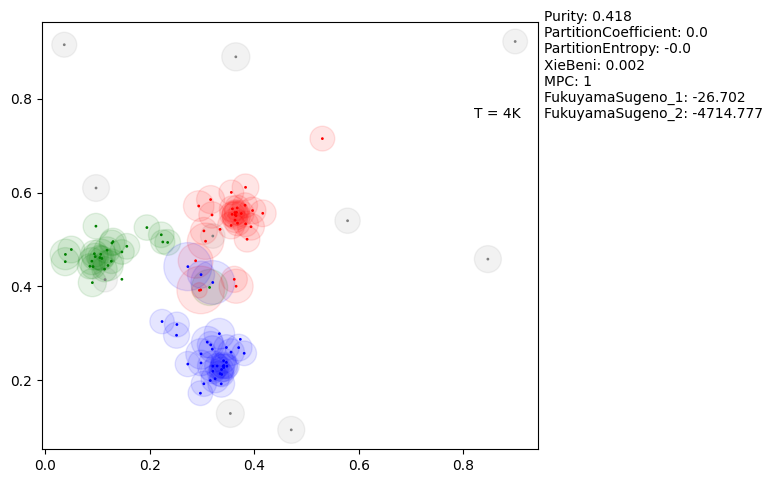 Purity: 0.418
PartitionCoefficient: 0.0
PartitionEntropy: -0.0
XieBeni: 0.002
MPC: 1
FukuyamaSugeno_1: -26.702
FukuyamaSugeno_2: -4714.777
T = 4K
0.8
0.6
0.4
0.2
0.0
0.2
0.4
0.6
0.8